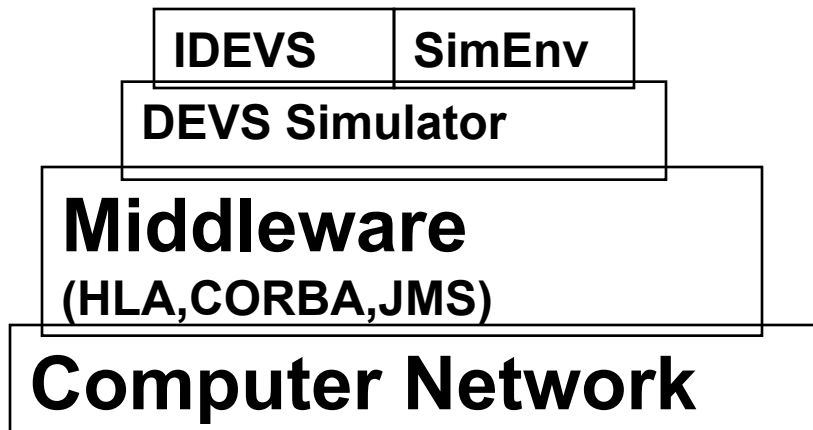 IDEVS SimEnv
DEVS Simulator
Middleware
(HLA,CORBA,JMS)
Computer Network